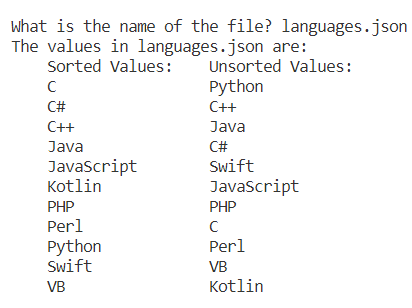 What is the name of the file? languages.json
The values in languages.json are:
    Sorted Values:    Unsorted Values:
    C                 Python
    C#                C++
    C++               Java
    Java              C#
    JavaScript        Swift
    Kotlin            JavaScript
    PHP               PHP
    Perl              C
    Python            Perl
    Swift             VB
    VB                Kotlin